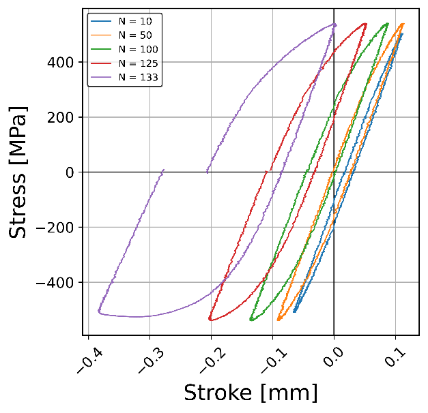 N = 10
N = 50
N = 100
N = 125
N = 133
400
200
0
−200
−400
Stress [MPa]
−0.4
−0.3
−0.2
−0.1
0.0
0.1
Stroke [mm]